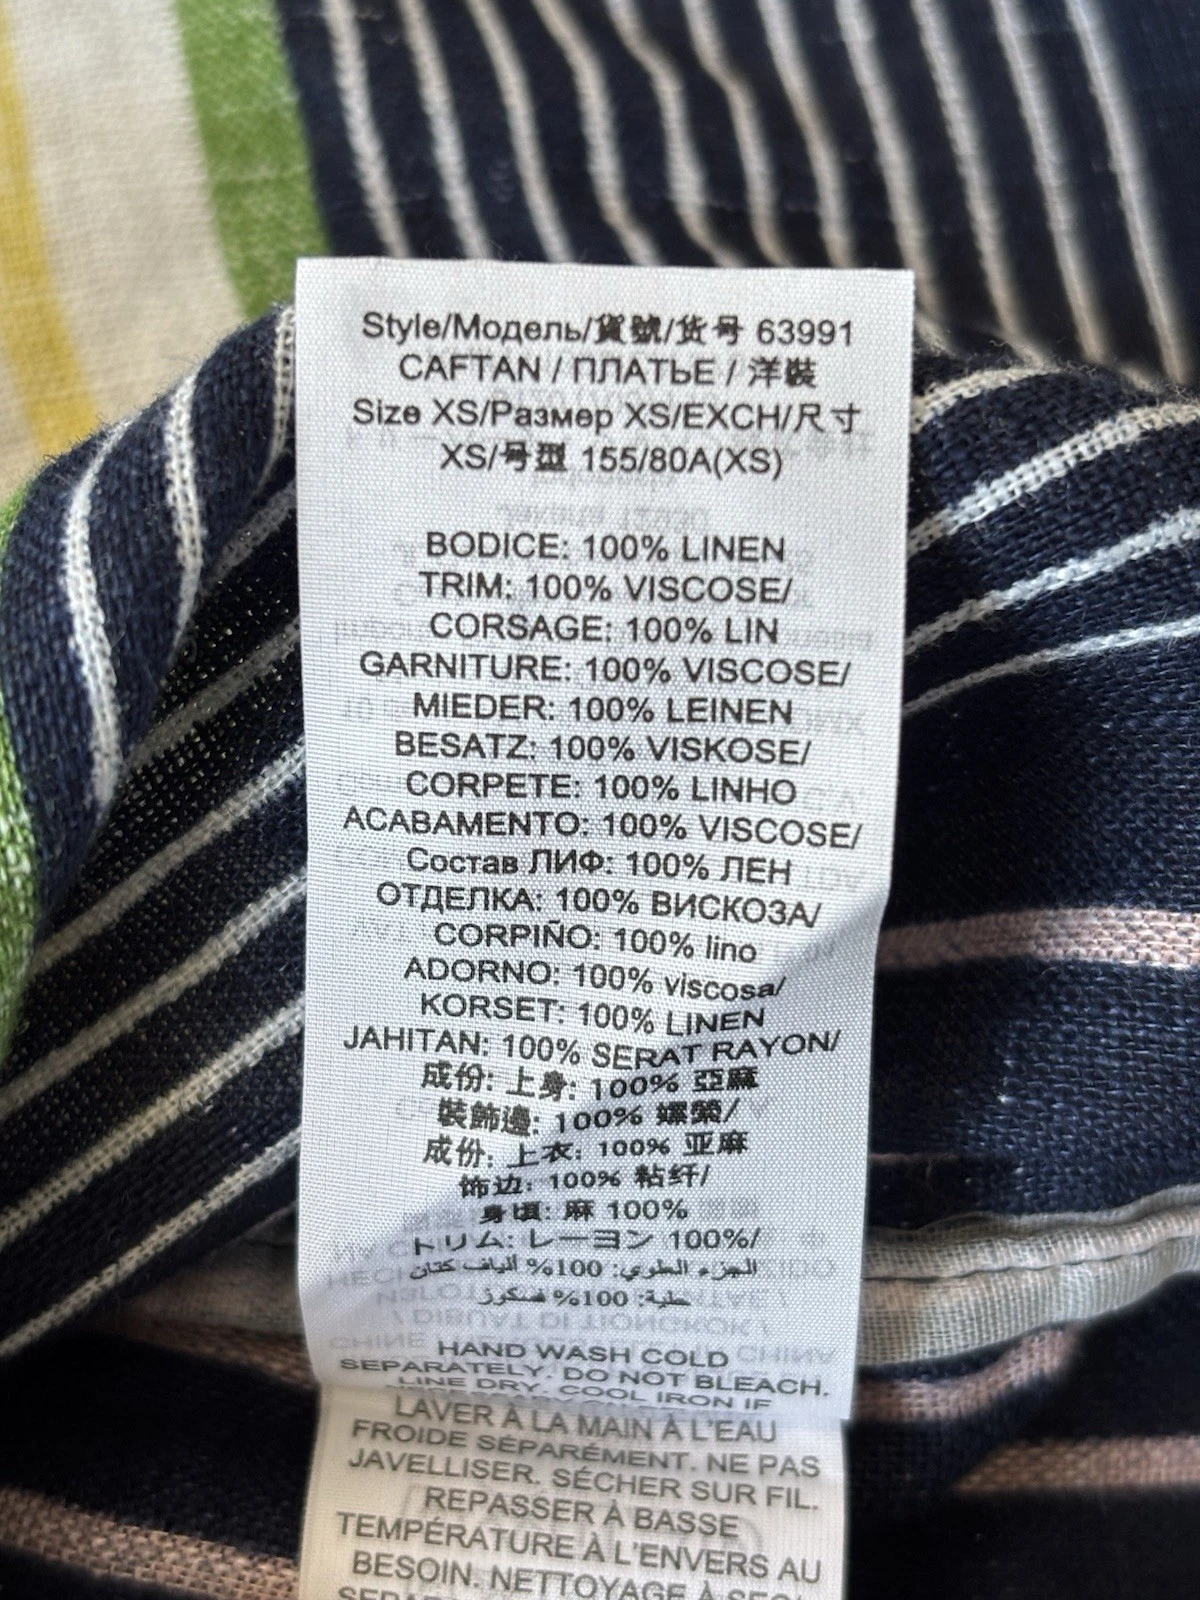 Style/Модель/貨號/货号 63991
CAFTAN / ПЛАТЬЕ / 洋裝
Size XS/Размер XS/EXCH/尺寸
XS/号型 155/80A(XS)
BODICE: 100% LINEN
TRIM: 100% VISCOSE/
CORSAGE: 100% LIN
GARNITURE: 100% VISCOSE/
MIEDER: 100% LEINEN
BESATZ: 100% VISKOSE/
CORPETE: 100% LINHO
ACABAMENTO: 100% VISCOSE/
Состав ЛИФ: 100% ЛЕН
ОТДЕЛКА: 100% ВИСКОЗА/
CORPIÑO: 100% lino
ADORNO: 100% viscosa/
KORSET: 100% LINEN
JAHITAN: 100% SERAT RAYON/
成份: 上身: 100% 亞麻
裝飾邊: 100% 嫘縈/
成份: 上衣: 100% 亚麻
饰边: 100% 粘纤/
身頃: 麻 100%
トリム: レーヨン 100%/
الجزء العلوي: 100% ألياف كتان
حلية: 100% فسكوز
HAND WASH COLD
SEPARATELY. DO NOT BLEACH.
LINE DRY. COOL IRON IF
LAVER À LA MAIN À L'EAU
FROIDE SÉPARÉMENT. NE PAS
JAVELLISER. SÉCHER SUR FIL.
REPASSER À BASSE
TEMPÉRATURE À L'ENVERS AU
BESOIN. NETTOYAGE À SEC